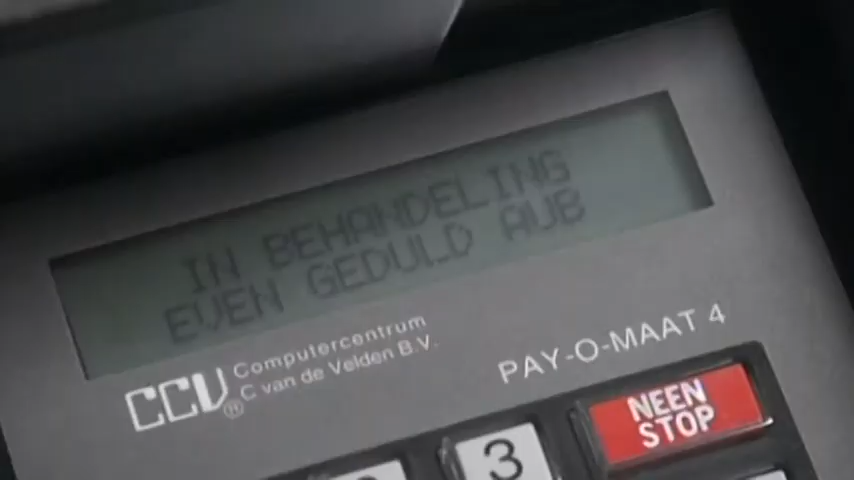 IN BEHANDELING
EVEN GEDULD AUB
CCV® Computercentrum
C van de Velden B.V.
PAY-O-MAAT 4
NEEN
STOP
3